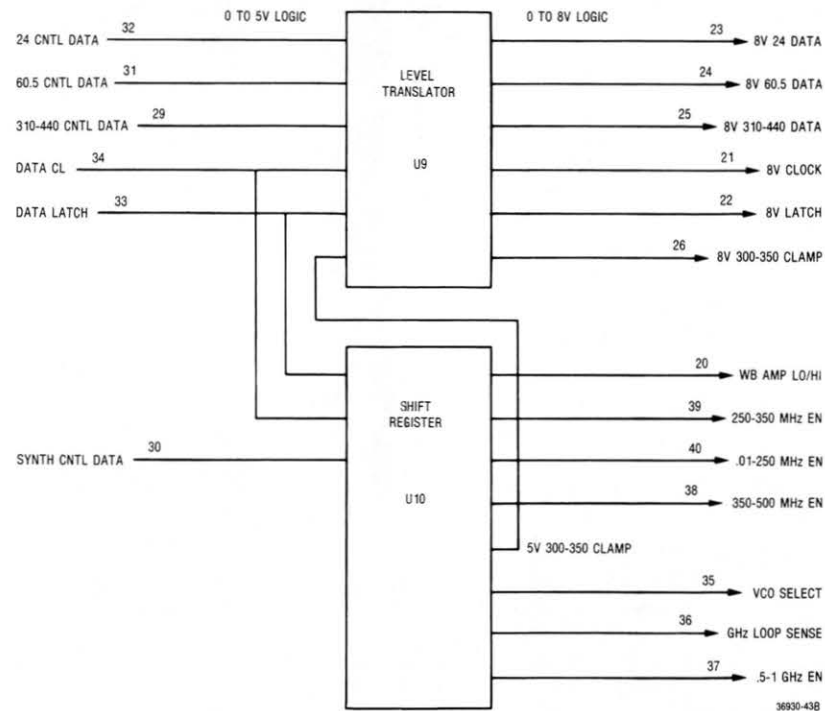 0 TO 5V LOGIC
0 TO 8V LOGIC
24 CNTL DATA
32
60.5 CNTL DATA
31
310-440 CNTL DATA
29
DATA CL
34
DATA LATCH
33
LEVEL
TRANSLATOR
U9
23
8V 24 DATA
24
8V 60.5 DATA
25
8V 310-440 DATA
21
8V CLOCK
22
8V LATCH
26
8V 300-350 CLAMP
SYNTH CNTL DATA
30
SHIFT
REGISTER
U10
20
WB AMP LO/HI
39
250-350 MHz EN
40
.01-250 MHz EN
38
350-500 MHz EN
5V 300-350 CLAMP
35
VCO SELECT
36
GHz LOOP SENSE
37
.5-1 GHz EN
36930-43B